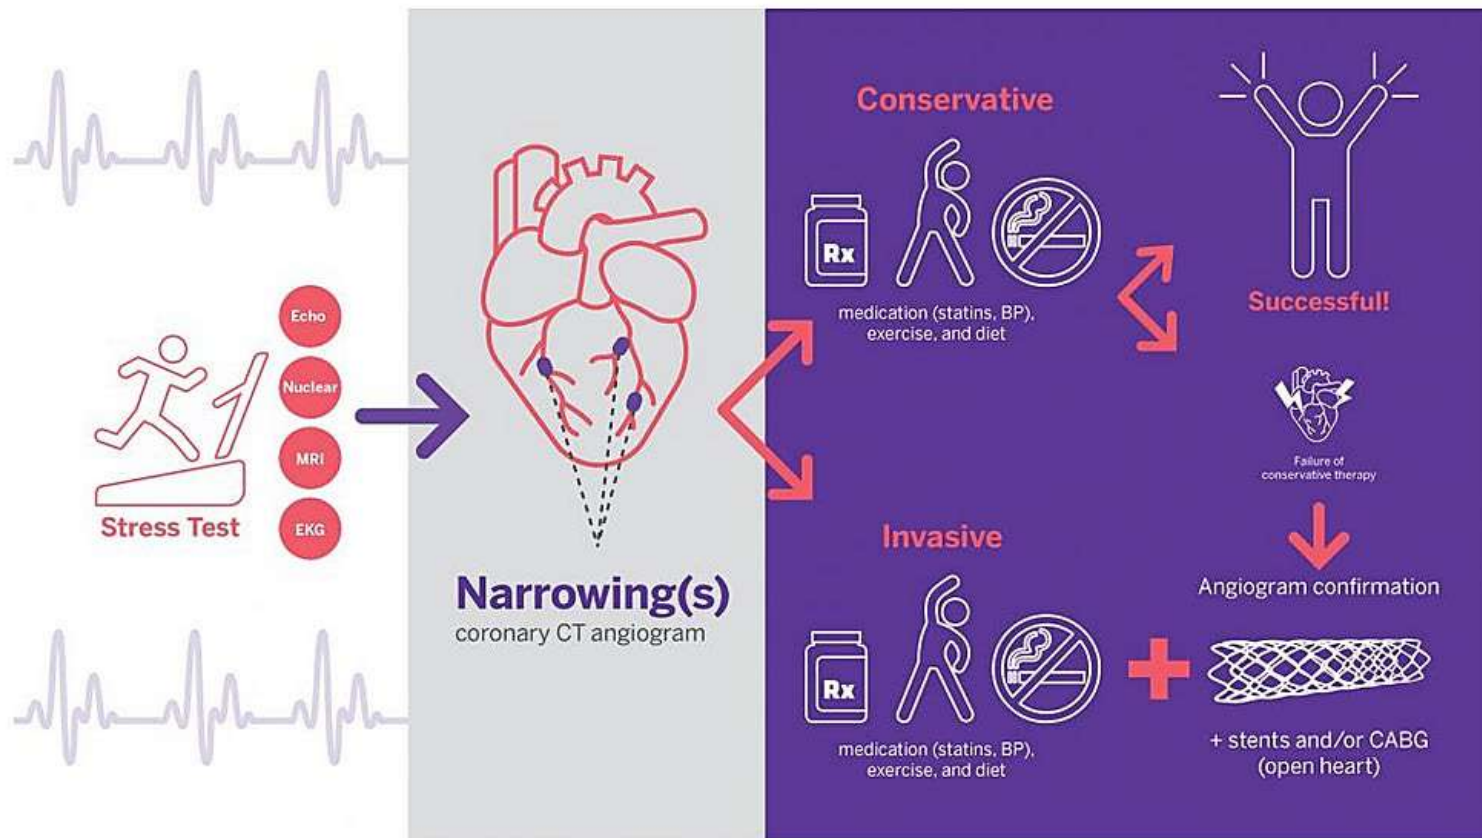 Echo
Nuclear
MRI
EKG
Stress Test
Narrowing(s)
coronary CT angiogram
Conservative
Rx
medication (statins, BP),
exercise, and diet
Successful!
Failure of
conservative therapy
Angiogram confirmation
Invasive
Rx
medication (statins, BP),
exercise, and diet
+ stents and/or CABG
(open heart)